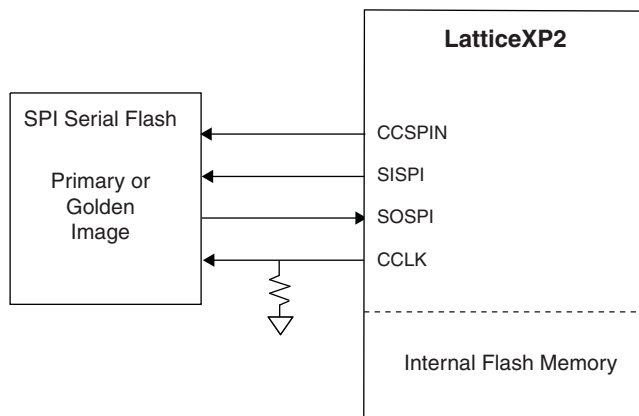 LatticeXP2
SPI Serial Flash
Primary or
Golden
Image
CCSPIN
SISPI
SOSPI
CCLK
Internal Flash Memory